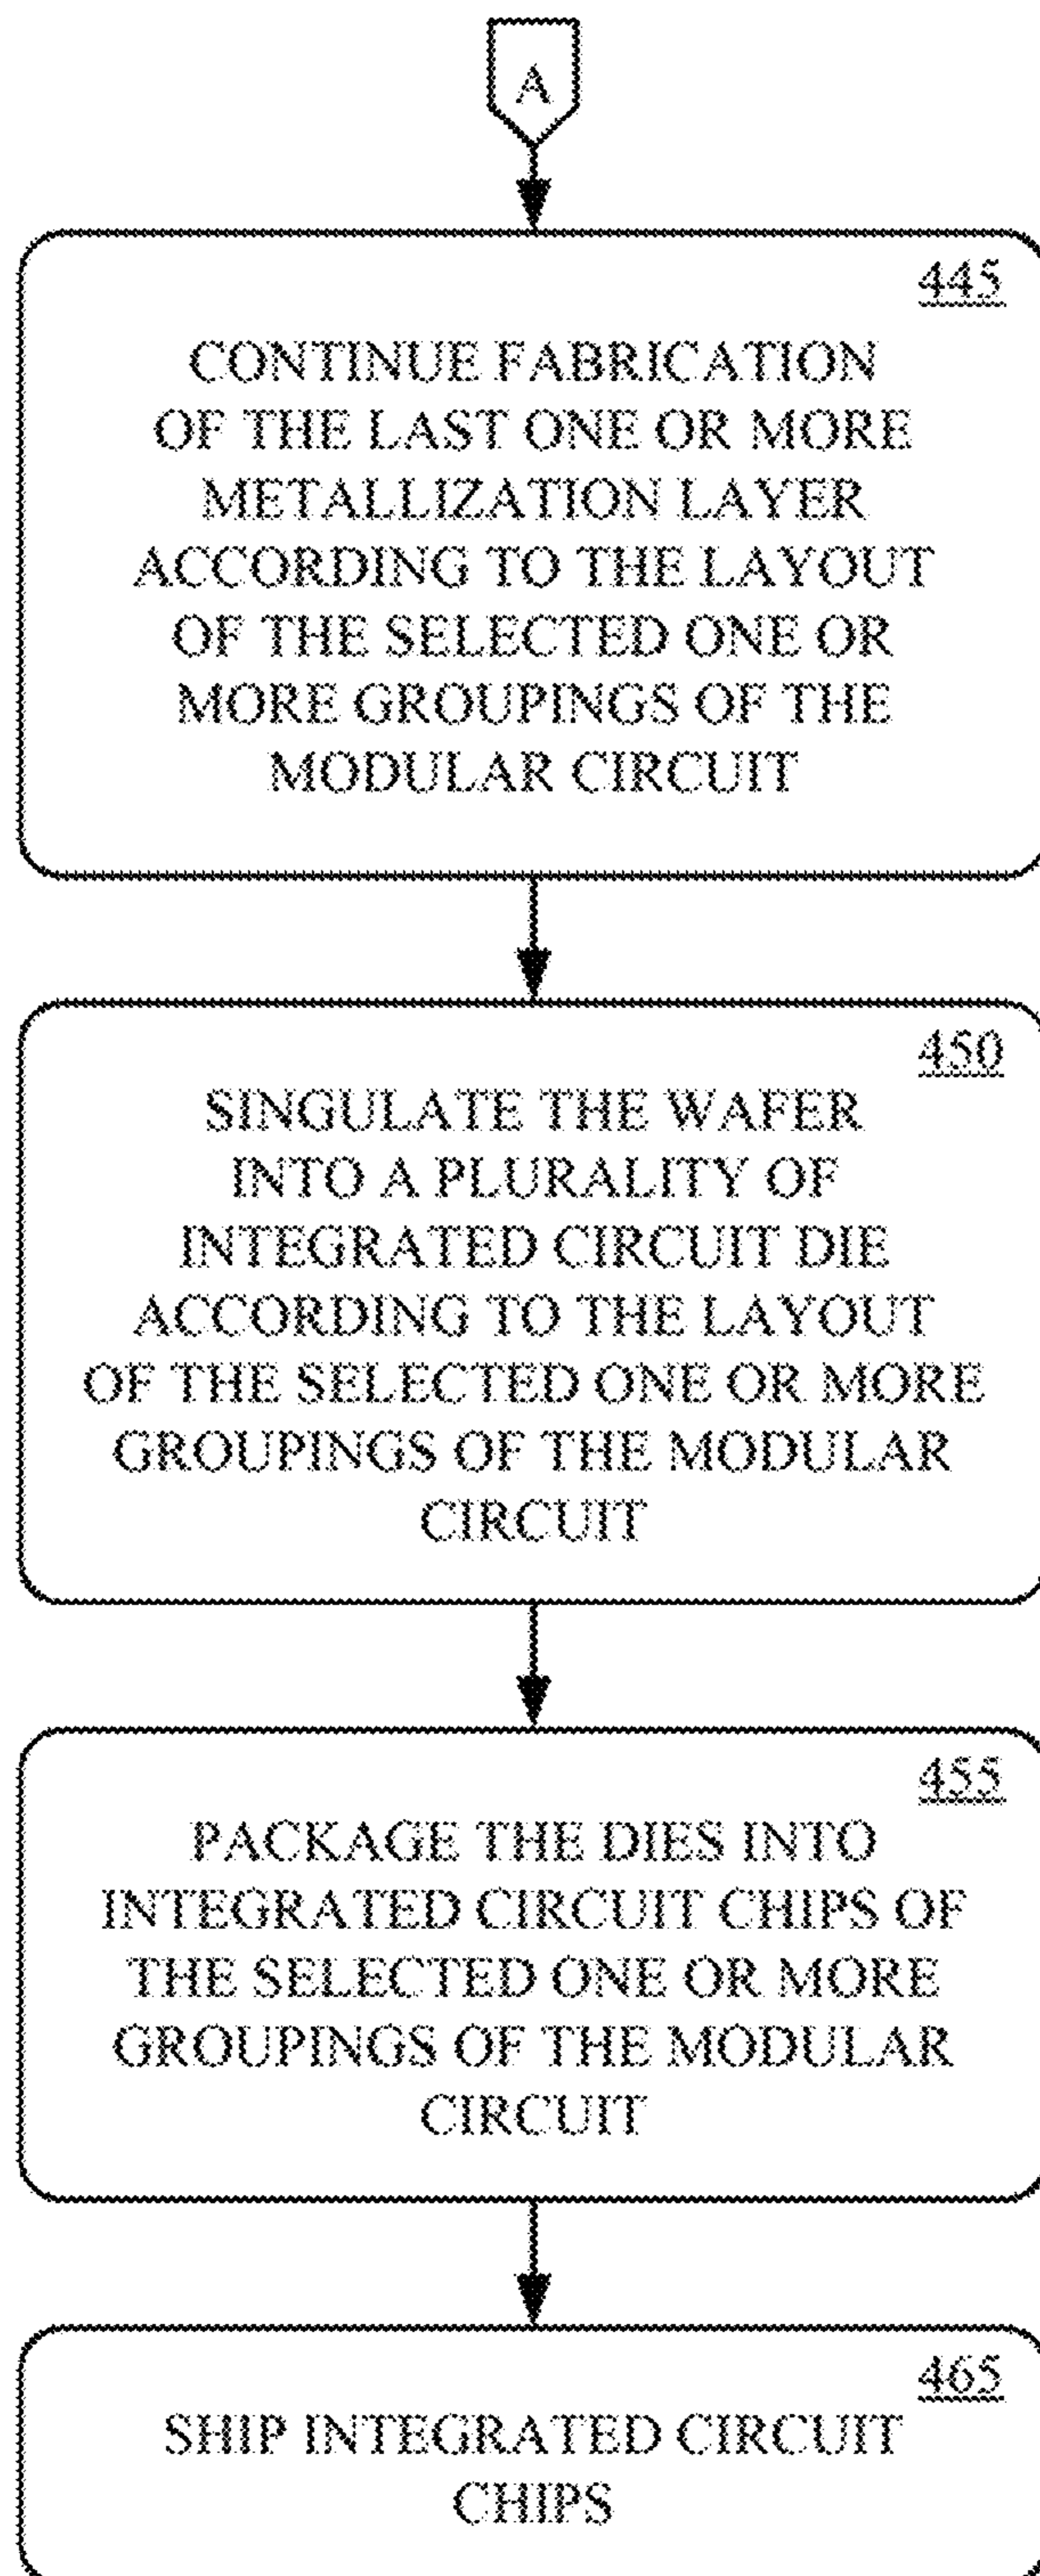 A
445
CONTINUE FABRICATION
OF THE LAST ONE OR MORE
METALLIZATION LAYER
ACCORDING TO THE LAYOUT
OF THE SELECTED ONE OR
MORE GROUPINGS OF THE
MODULAR CIRCUIT
450
SINGULATE THE WAFER
INTO A PLURALITY OF
INTEGRATED CIRCUIT DIE
ACCORDING TO THE LAYOUT
OF THE SELECTED ONE OR MORE
GROUPINGS OF THE MODULAR
CIRCUIT
455
PACKAGE THE DIES INTO
INTEGRATED CIRCUIT CHIPS OF
THE SELECTED ONE OR MORE
GROUPINGS OF THE MODULAR
CIRCUIT
465
SHIP INTEGRATED CIRCUIT
CHIPS